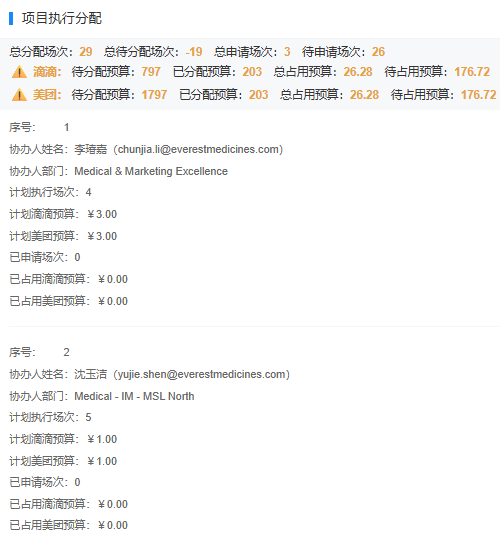 项目执行分配
总分配场次：29 总待分配场次：-19 总申请场次：3 待申请场次：26
滴滴： 待分配预算：797 已分配预算：203 总占用预算：26.28 待占用预算：176.72
美团： 待分配预算：1797 已分配预算：203 总占用预算：26.28 待占用预算：176.72
序号： 1
协办人姓名：李琦嘉（chunjia.li@everestmedicines.com）
协办人部门：Medical & Marketing Excellence
计划执行场次：4
计划滴滴预算：￥3.00
计划美团预算：￥3.00
已申请场次：0
已占用滴滴预算：￥0.00
已占用美团预算：￥0.00
序号： 2
协办人姓名：沈玉洁（yujie.shen@everestmedicines.com）
协办人部门：Medical - IM - MSL North
计划执行场次：5
计划滴滴预算：￥1.00
计划美团预算：￥1.00
已申请场次：0
已占用滴滴预算：￥0.00
已占用美团预算：￥0.00